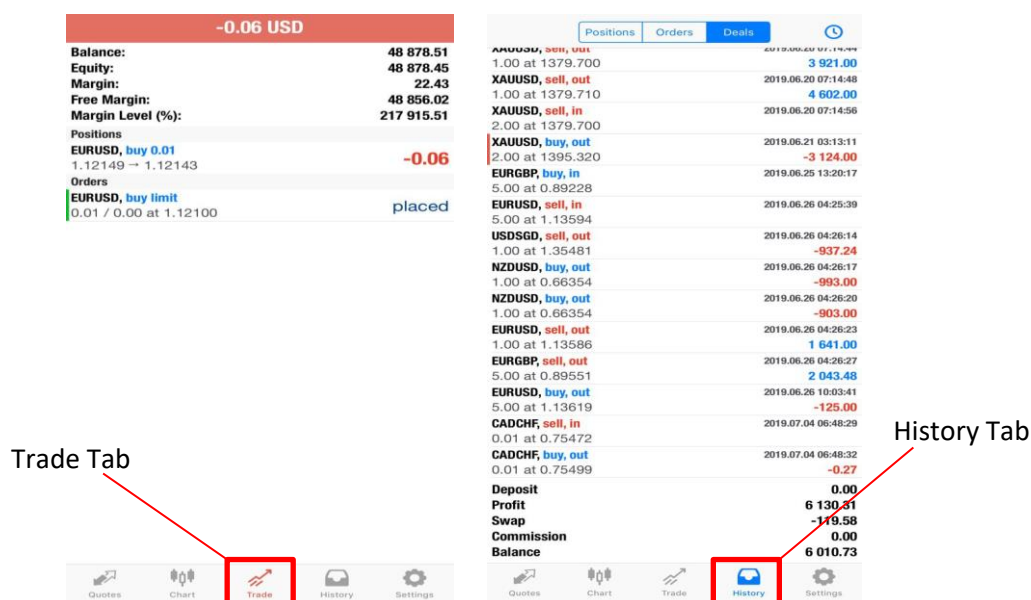 -0.06 USD
Balance: 48 878.51
Equity: 48 878.45
Margin: 22.43
Free Margin: 48 856.02
Margin Level (%): 217 915.51
Positions
EURUSD, buy 0.01
1.12149 → 1.12143 -0.06
Orders
EURUSD, buy limit
0.01 / 0.00 at 1.12100 placed
Trade Tab
Quotes Chart Trade History Settings
Positions Orders Deals
XAUUSD, sell, out 2019.06.20 07:14:44
1.00 at 1379.700 3 921.00
XAUUSD, sell, out 2019.06.20 07:14:48
1.00 at 1379.710 4 602.00
XAUUSD, sell, in 2019.06.20 07:14:56
2.00 at 1379.700
XAUUSD, buy, out 2019.06.21 03:13:11
2.00 at 1395.320 -3 124.00
EURGBP, buy, in 2019.06.25 13:20:17
5.00 at 0.89228
EURUSD, sell, in 2019.06.26 04:25:39
5.00 at 1.13594
USDSGD, sell, out 2019.06.26 04:26:14
1.00 at 1.35481 -937.24
NZDUSD, buy, out 2019.06.26 04:26:17
1.00 at 0.66354 -993.00
NZDUSD, buy, out 2019.06.26 04:26:20
1.00 at 0.66354 -903.00
EURUSD, sell, out 2019.06.26 04:26:23
1.00 at 1.13586 1 641.00
EURGBP, sell, out 2019.06.26 04:26:27
5.00 at 0.89551 2 043.48
EURUSD, buy, out 2019.06.26 10:03:41
5.00 at 1.13619 -125.00
CADCHF, sell, in 2019.07.04 06:48:29
0.01 at 0.75472
CADCHF, buy, out 2019.07.04 06:48:32
0.01 at 0.75499 -0.27
Deposit 0.00
Profit 6 130.31
Swap -119.58
Commission 0.00
Balance 6 010.73
Quotes Chart Trade History Settings
History Tab